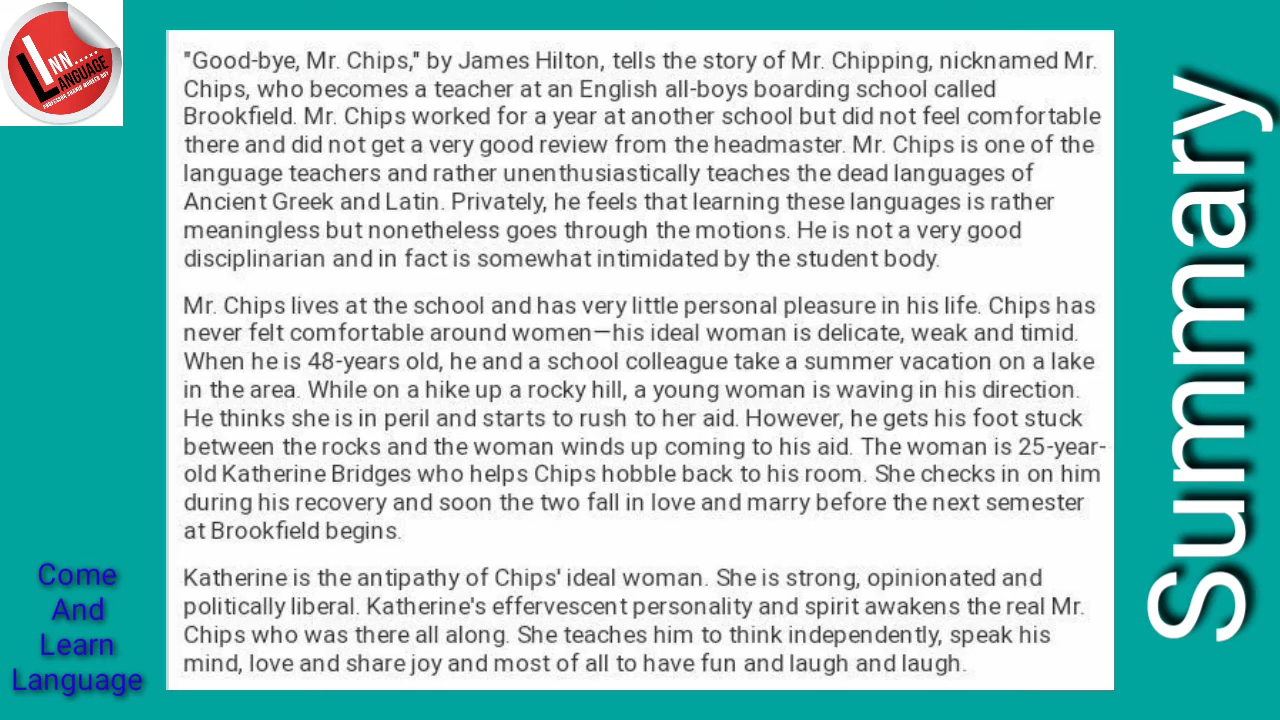 INN.....
LANGUAGE
"Good-bye, Mr. Chips," by James Hilton, tells the story of Mr. Chipping, nicknamed Mr.
Chips, who becomes a teacher at an English all-boys boarding school called
Brookfield. Mr. Chips worked for a year at another school but did not feel comfortable
there and did not get a very good review from the headmaster. Mr. Chips is one of the
language teachers and rather unenthusiastically teaches the dead languages of
Ancient Greek and Latin. Privately, he feels that learning these languages is rather
meaningless but nonetheless goes through the motions. He is not a very good
disciplinarian and in fact is somewhat intimidated by the student body.
Mr. Chips lives at the school and has very little personal pleasure in his life. Chips has
never felt comfortable around women—his ideal woman is delicate, weak and timid.
When he is 48-years old, he and a school colleague take a summer vacation on a lake
in the area. While on a hike up a rocky hill, a young woman is waving in his direction.
He thinks she is in peril and starts to rush to her aid. However, he gets his foot stuck
between the rocks and the woman winds up coming to his aid. The woman is 25-year-
old Katherine Bridges who helps Chips hobble back to his room. She checks in on him
during his recovery and soon the two fall in love and marry before the next semester
at Brookfield begins.
Katherine is the antipathy of Chips' ideal woman. She is strong, opinionated and
politically liberal. Katherine's effervescent personality and spirit awakens the real Mr.
Chips who was there all along. She teaches him to think independently, speak his
mind, love and share joy and most of all to have fun and laugh and laugh.
Summary
Come
And
Learn
Language